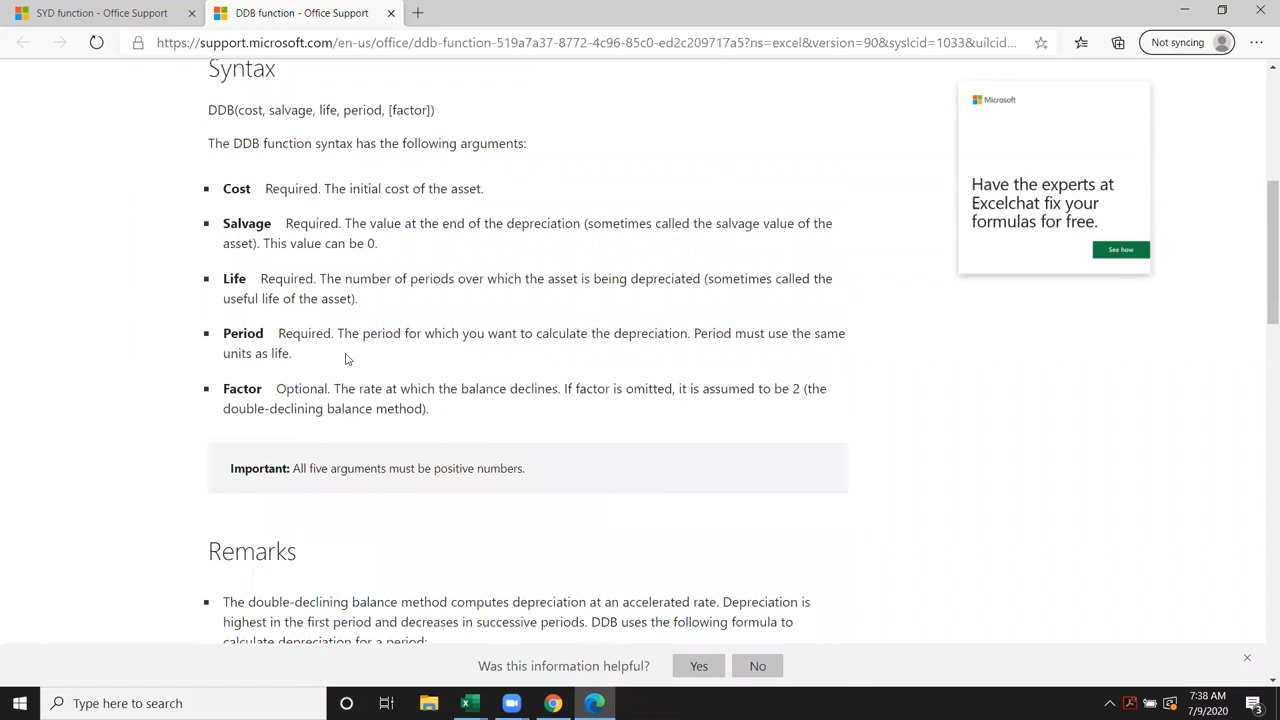 SYD function - Office Support
DDB function - Office Support
https://support.microsoft.com/en-us/office/ddb-function-519a7a37-8772-4c96-85c0-ed2c209717a5?ns=excel&version=90&syslcid=1033&uilcid...
Not syncing
Syntax
DDB(cost, salvage, life, period, [factor])
The DDB function syntax has the following arguments:
Cost Required. The initial cost of the asset.
Salvage Required. The value at the end of the depreciation (sometimes called the salvage value of the
asset). This value can be 0.
Life Required. The number of periods over which the asset is being depreciated (sometimes called the
useful life of the asset).
Period Required. The period for which you want to calculate the depreciation. Period must use the same
units as life.
Factor Optional. The rate at which the balance declines. If factor is omitted, it is assumed to be 2 (the
double-declining balance method).
Important: All five arguments must be positive numbers.
Remarks
The double-declining balance method computes depreciation at an accelerated rate. Depreciation is
highest in the first period and decreases in successive periods. DDB uses the following formula to
calculate depreciation for a period:
Microsoft
Have the experts at
Excelchat fix your
formulas for free.
See how
Was this information helpful?
Yes
No
Type here to search
7:38 AM
7/9/2020
3